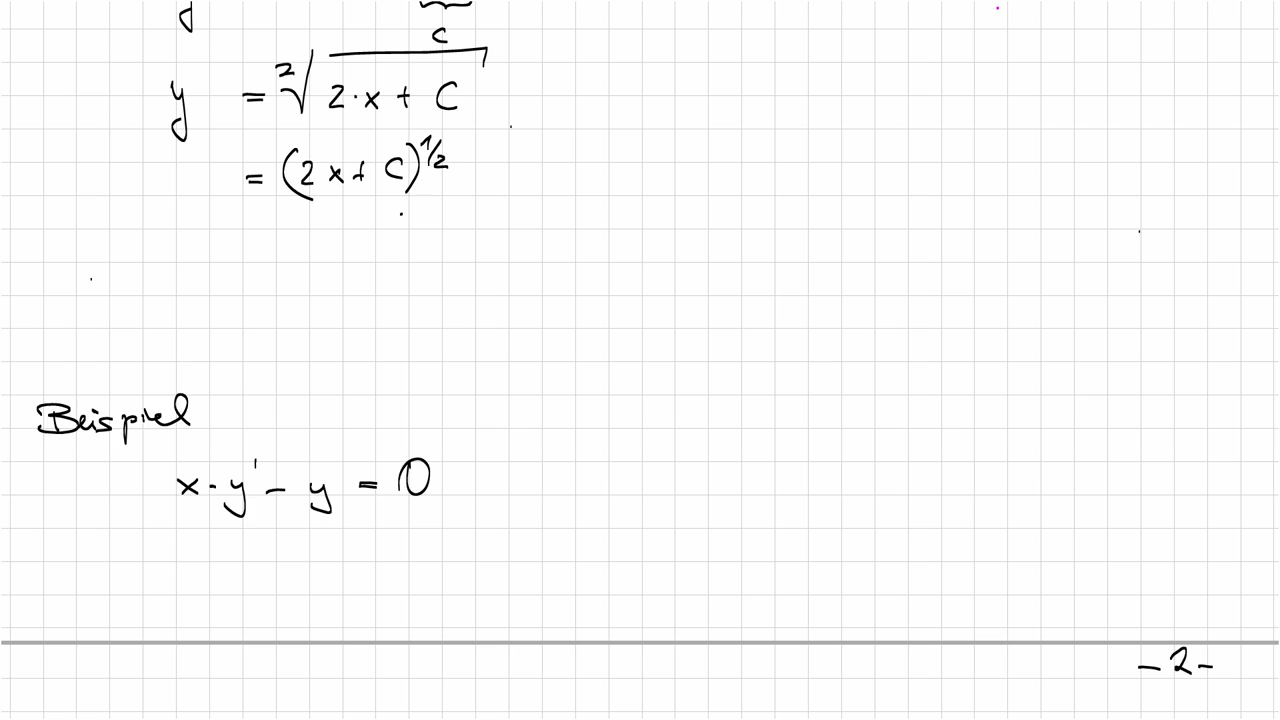 C
y = ²√(2·x + C)
= (2x + C)^1/2
Beispiel
x · y' - y = 0
- 2 -